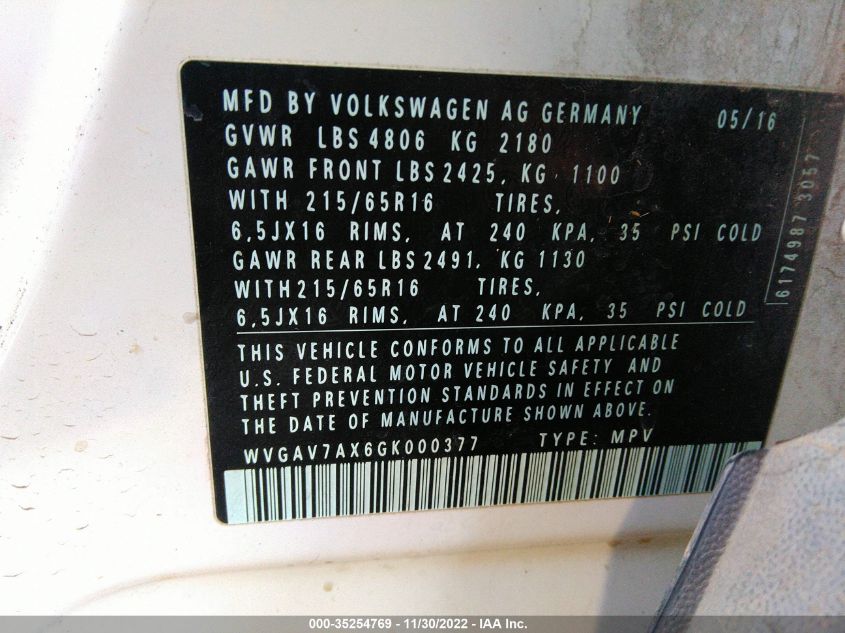 MFD BY VOLKSWAGEN AG GERMANY 05/16
GVWR LBS 4806 KG 2180
GAWR FRONT LBS 2425, KG 1100
WITH 215/65R16 TIRES,
6,5JX16 RIMS, AT 240 KPA, 35 PSI COLD
GAWR REAR LBS 2491, KG 1130
WITH 215/65R16 TIRES,
6,5JX16 RIMS, AT 240 KPA, 35 PSI COLD
THIS VEHICLE CONFORMS TO ALL APPLICABLE
U.S. FEDERAL MOTOR VEHICLE SAFETY AND
THEFT PREVENTION STANDARDS IN EFFECT ON
THE DATE OF MANUFACTURE SHOWN ABOVE.
WVGAV7AX6GK000377 TYPE: MPV
6174987 3057
000-35254769 - 11/30/2022 - IAA Inc.